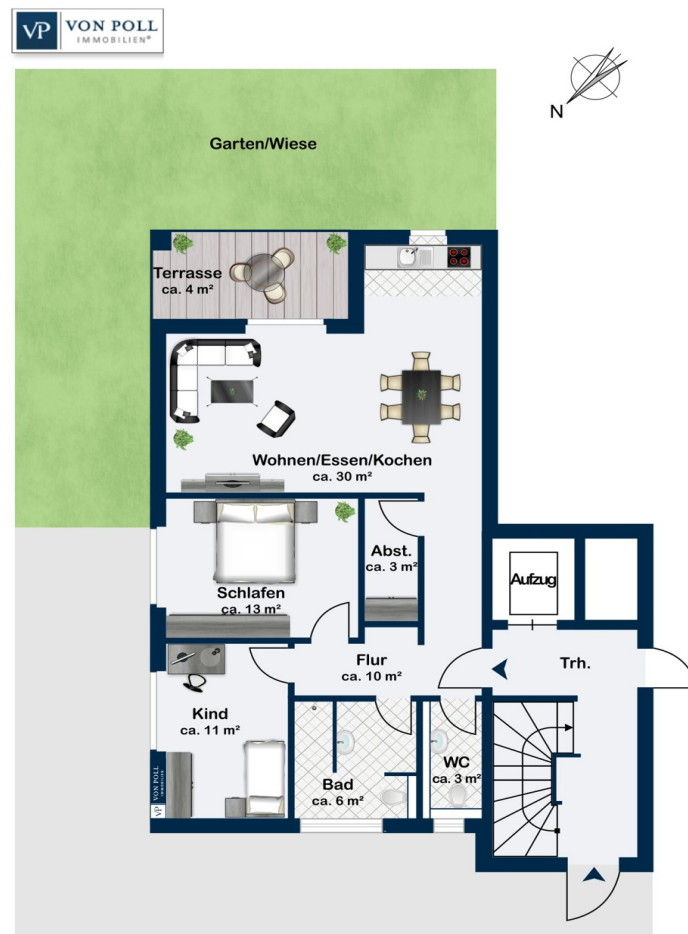 VP VON POLL
IMMOBILIEN®
N
Garten/Wiese
Terrasse
ca. 4 m²
Wohnen/Essen/Kochen
ca. 30 m²
Abst.
ca. 3 m²
Aufzug
Schlafen
ca. 13 m²
Flur
ca. 10 m²
Trh.
Kind
ca. 11 m²
WC
ca. 3 m²
Bad
ca. 6 m²
VP VON POLL
IMMOBILIEN